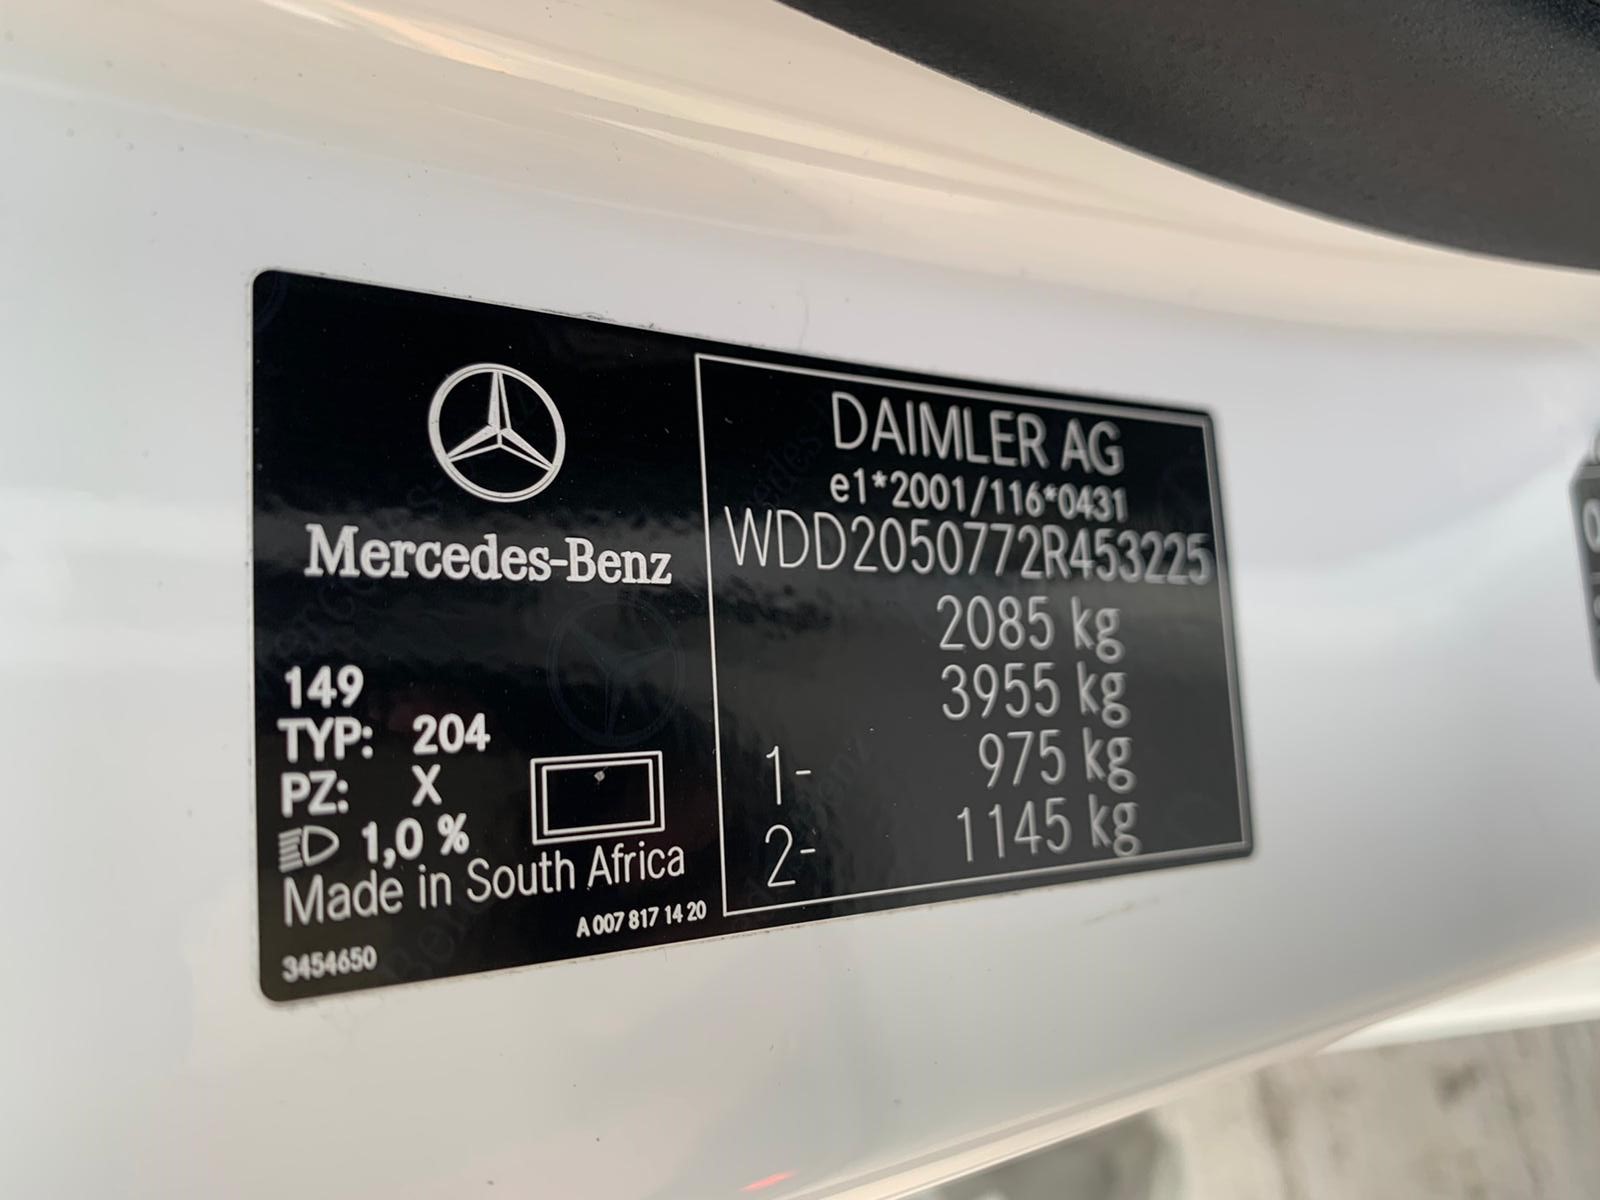 Mercedes-Benz
149
TYP: 204
PZ: X
1,0 %
Made in South Africa
A 007 817 14 20
3454650
DAIMLER AG
e1*2001/116*0431
WDD2050772R453225
2085 kg
3955 kg
1- 975 kg
2- 1145 kg